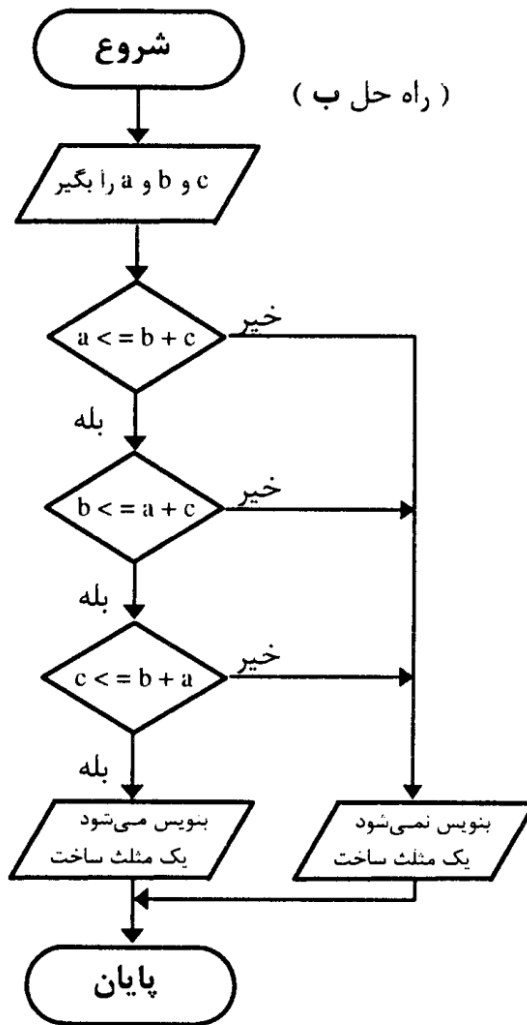 شروع
( راه حل ب )
c و b و a را بگیر
a < = b + c
خیر
بله
b < = a + c
خیر
بله
c < = b + a
خیر
بله
بنویس می‌شود
یک مثلث ساخت
بنویس نمی‌شود
یک مثلث ساخت
پایان